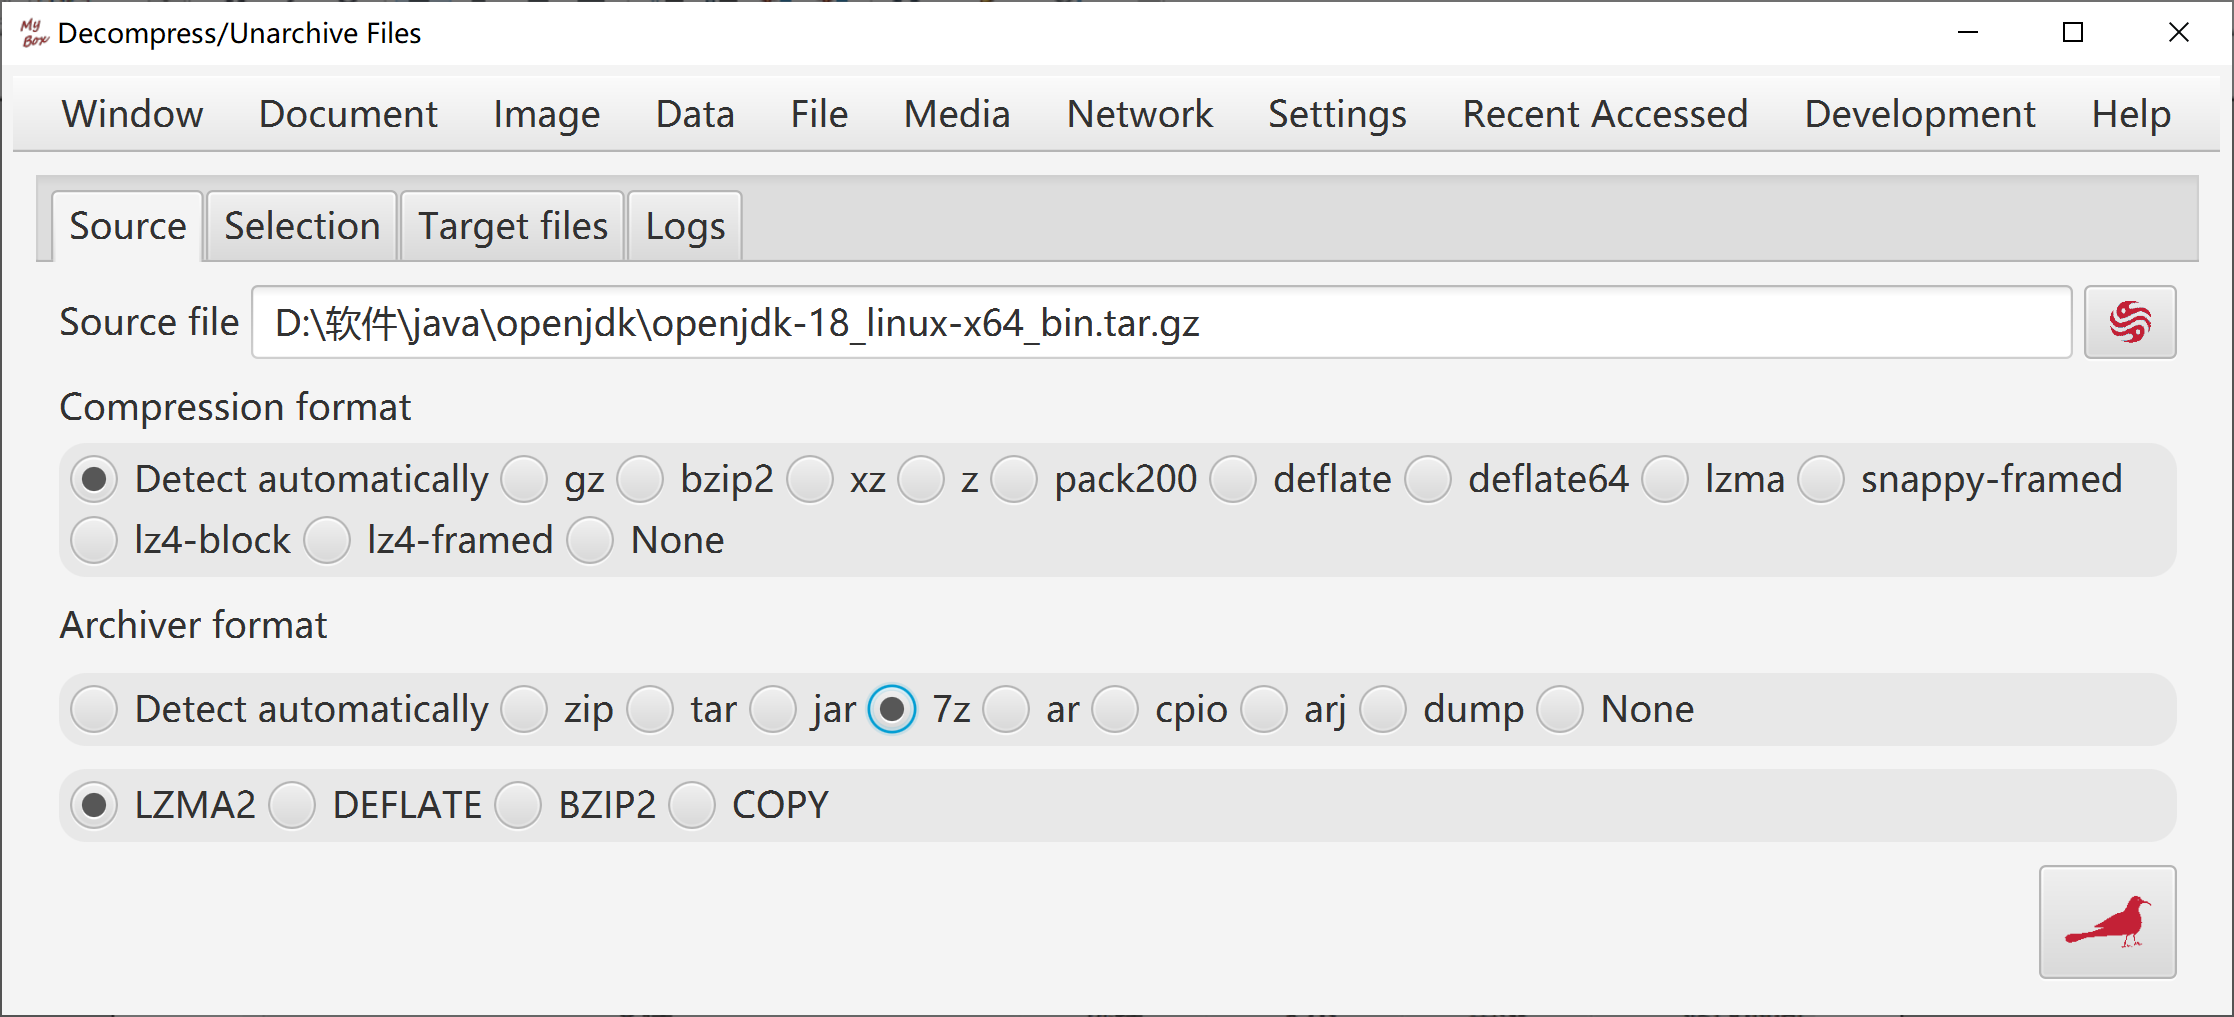 My Box Decompress/Unarchive Files
Window Document Image Data File Media Network Settings Recent Accessed Development Help
Source Selection Target files Logs
Source file D:\软件\java\openjdk\openjdk-18_linux-x64_bin.tar.gz
Compression format
Detect automatically gz bzip2 xz z pack200 deflate deflate64 lzma snappy-framed
lz4-block lz4-framed None
Archiver format
Detect automatically zip tar jar 7z ar cpio arj dump None
LZMA2 DEFLATE BZIP2 COPY